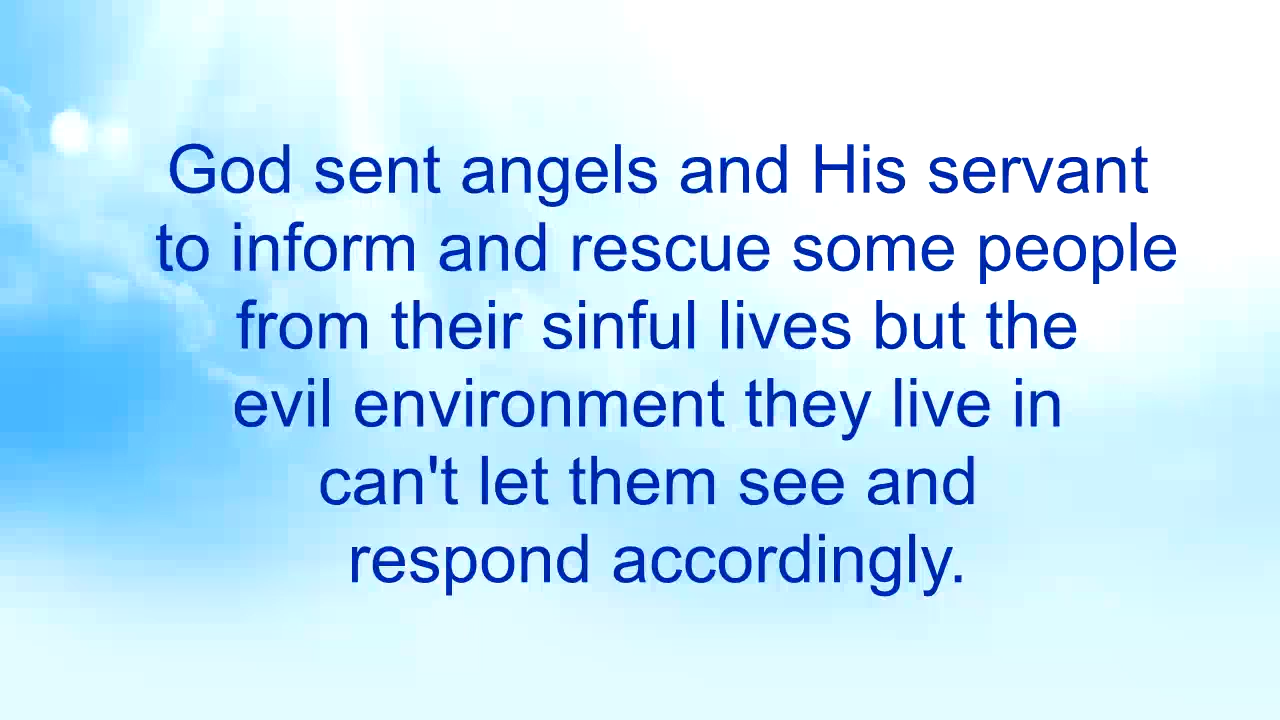 God sent angels and His servant
to inform and rescue some people
from their sinful lives but the
evil environment they live in
can't let them see and
respond accordingly.